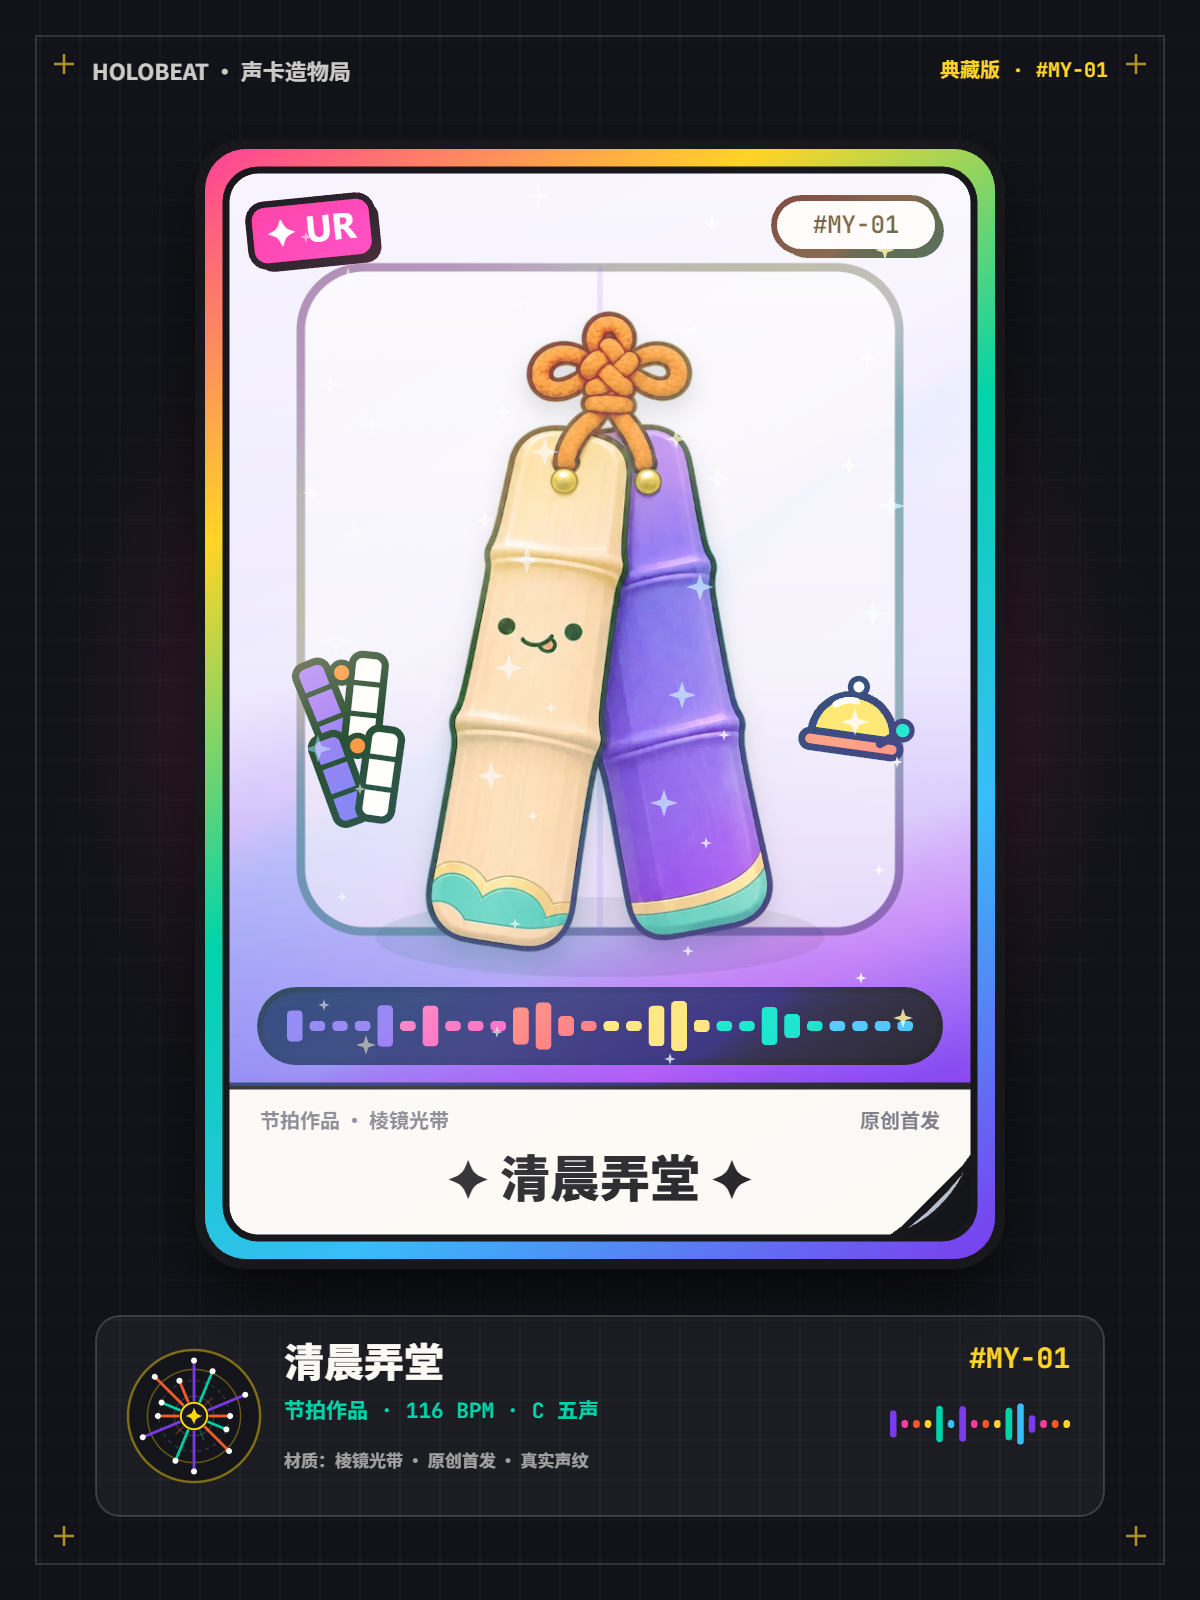 HOLOBEAT • 声卡造物局
典藏版 · #MY-01
✦ UR
#MY-01
节拍作品 • 棱镜光带
原创首发
✦ 清晨弄堂 ✦
清晨弄堂
#MY-01
节拍作品 · 116 BPM · C 五声
材质：棱镜光带 • 原创首发 • 真实声纹